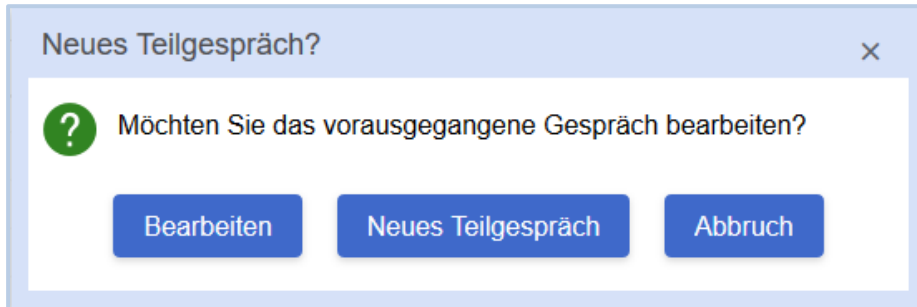 Neues Teilgespräch?
Möchten Sie das vorausgegangene Gespräch bearbeiten?
Bearbeiten Neues Teilgespräch Abbruch